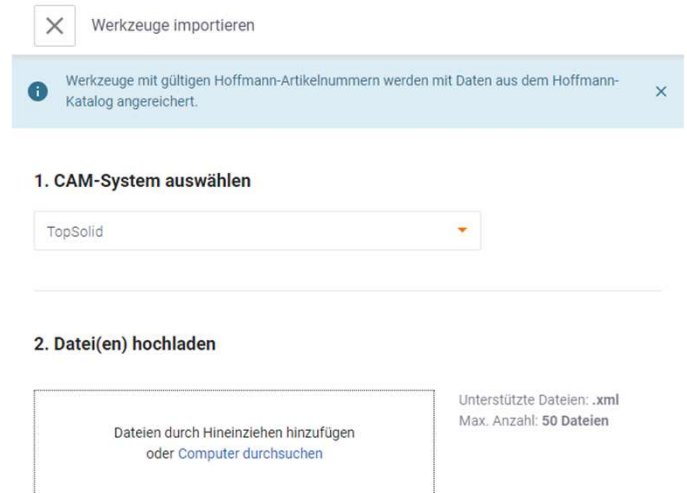 Werkzeuge importieren
Werkzeuge mit gültigen Hoffmann-Artikelnummern werden mit Daten aus dem Hoffmann-
Katalog angereichert.
1. CAM-System auswählen
TopSolid
2. Datei(en) hochladen
Dateien durch Hineinziehen hinzufügen
oder Computer durchsuchen
Unterstützte Dateien: .xml
Max. Anzahl: 50 Dateien